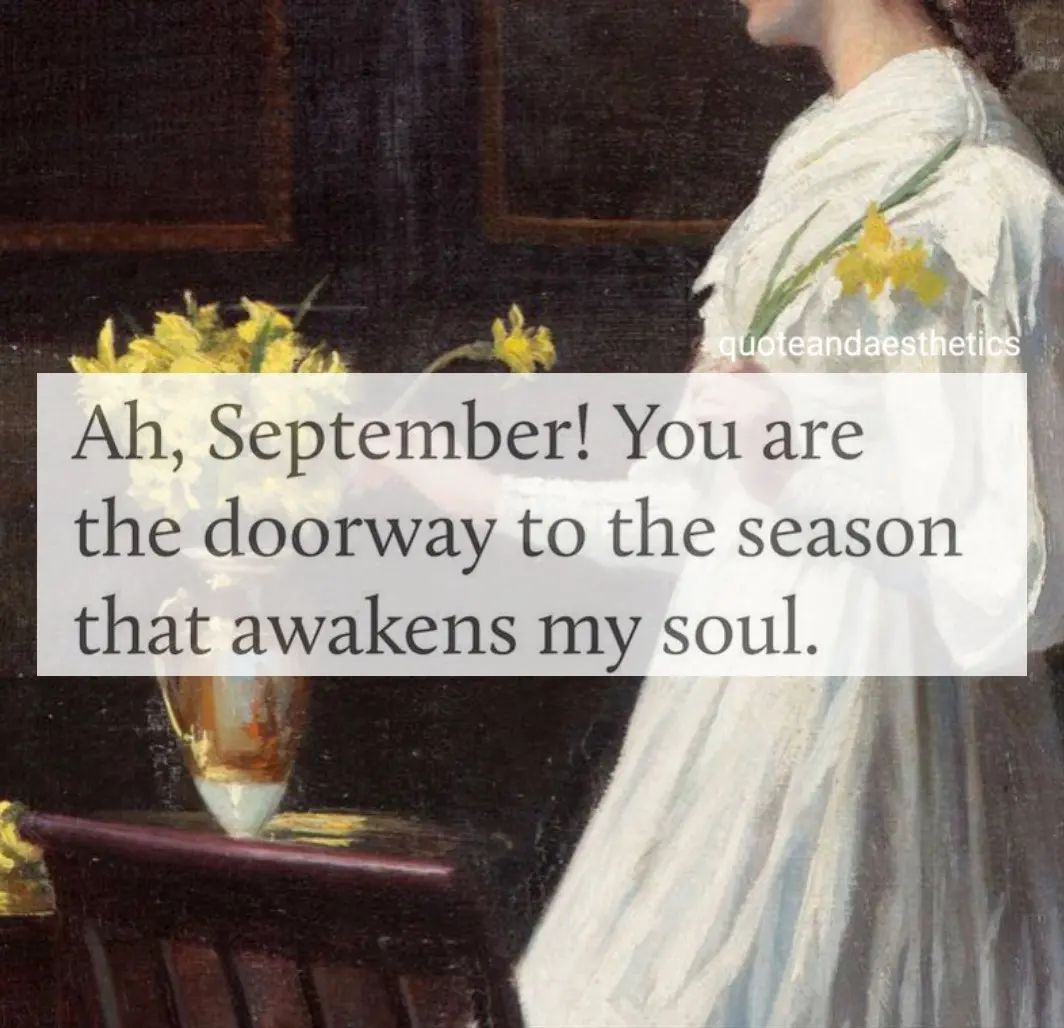 quoteandaesthetics
Ah, September! You are
the doorway to the season
that awakens my soul.